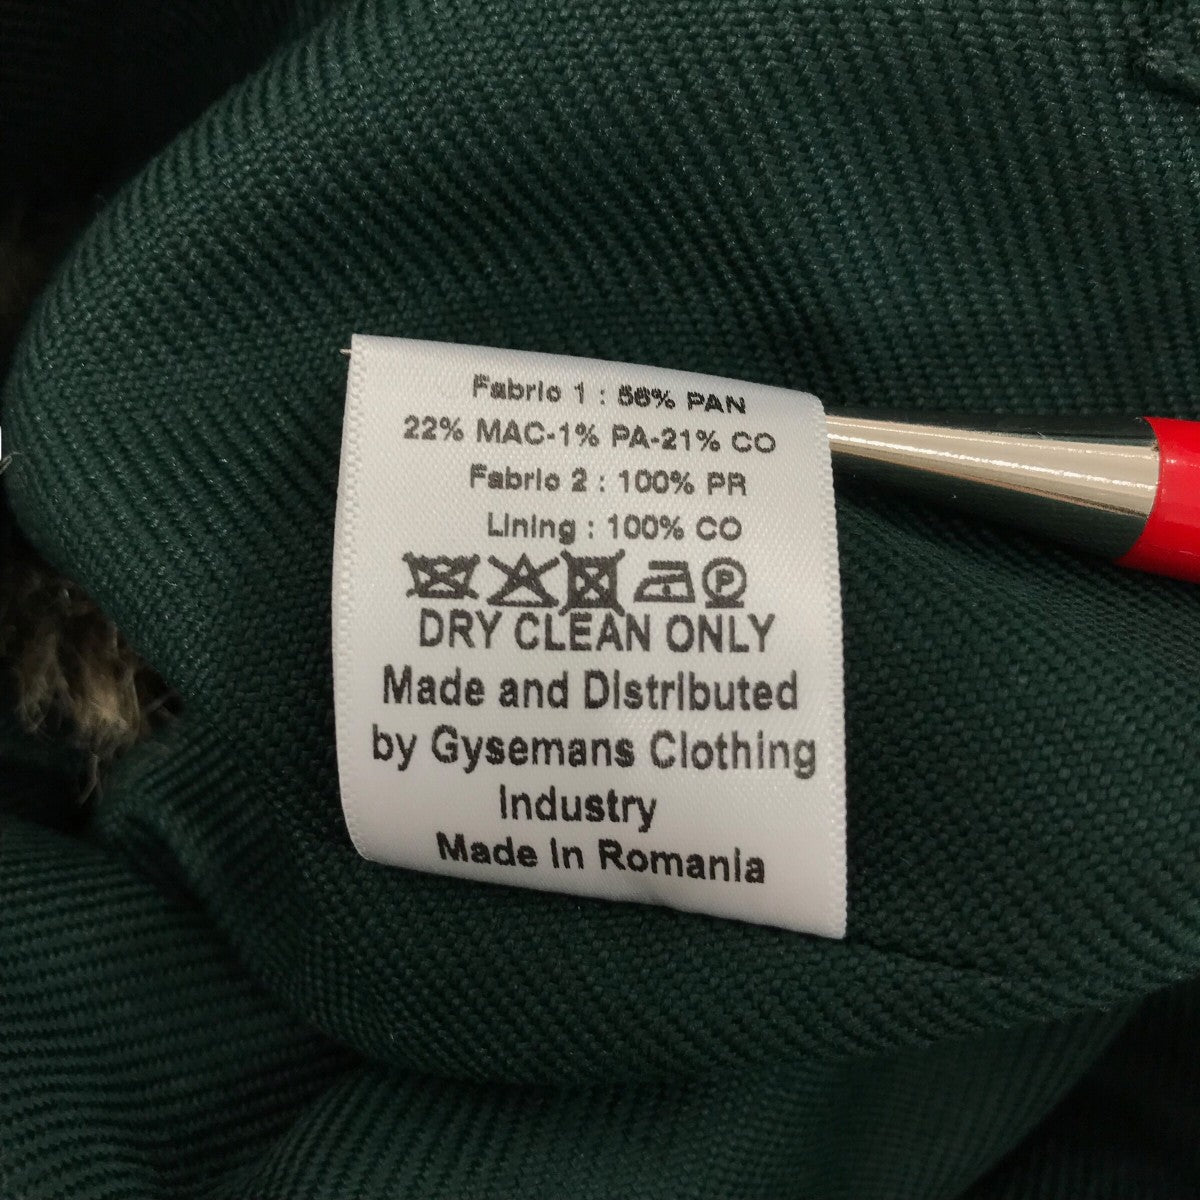 Fabric 1 : 56% PAN
22% MAC-1% PA-21% CO
Fabric 2 : 100% PR
Lining : 100% CO
P
DRY CLEAN ONLY
Made and Distributed
by Gysemans Clothing
Industry
Made In Romania